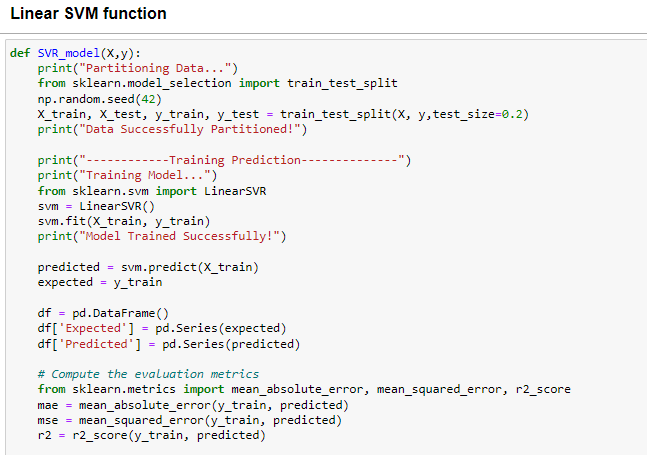 Linear SVM function
def SVR_model(X,y):
    print("Partitioning Data...")
    from sklearn.model_selection import train_test_split
    np.random.seed(42)
    X_train, X_test, y_train, y_test = train_test_split(X, y,test_size=0.2)
    print("Data Successfully Partitioned!")
    print("------------Training Prediction--------------")
    print("Training Model...")
    from sklearn.svm import LinearSVR
    svm = LinearSVR()
    svm.fit(X_train, y_train)
    print("Model Trained Successfully!")
    predicted = svm.predict(X_train)
    expected = y_train
    df = pd.DataFrame()
    df['Expected'] = pd.Series(expected)
    df['Predicted'] = pd.Series(predicted)
    # Compute the evaluation metrics
    from sklearn.metrics import mean_absolute_error, mean_squared_error, r2_score
    mae = mean_absolute_error(y_train, predicted)
    mse = mean_squared_error(y_train, predicted)
    r2 = r2_score(y_train, predicted)